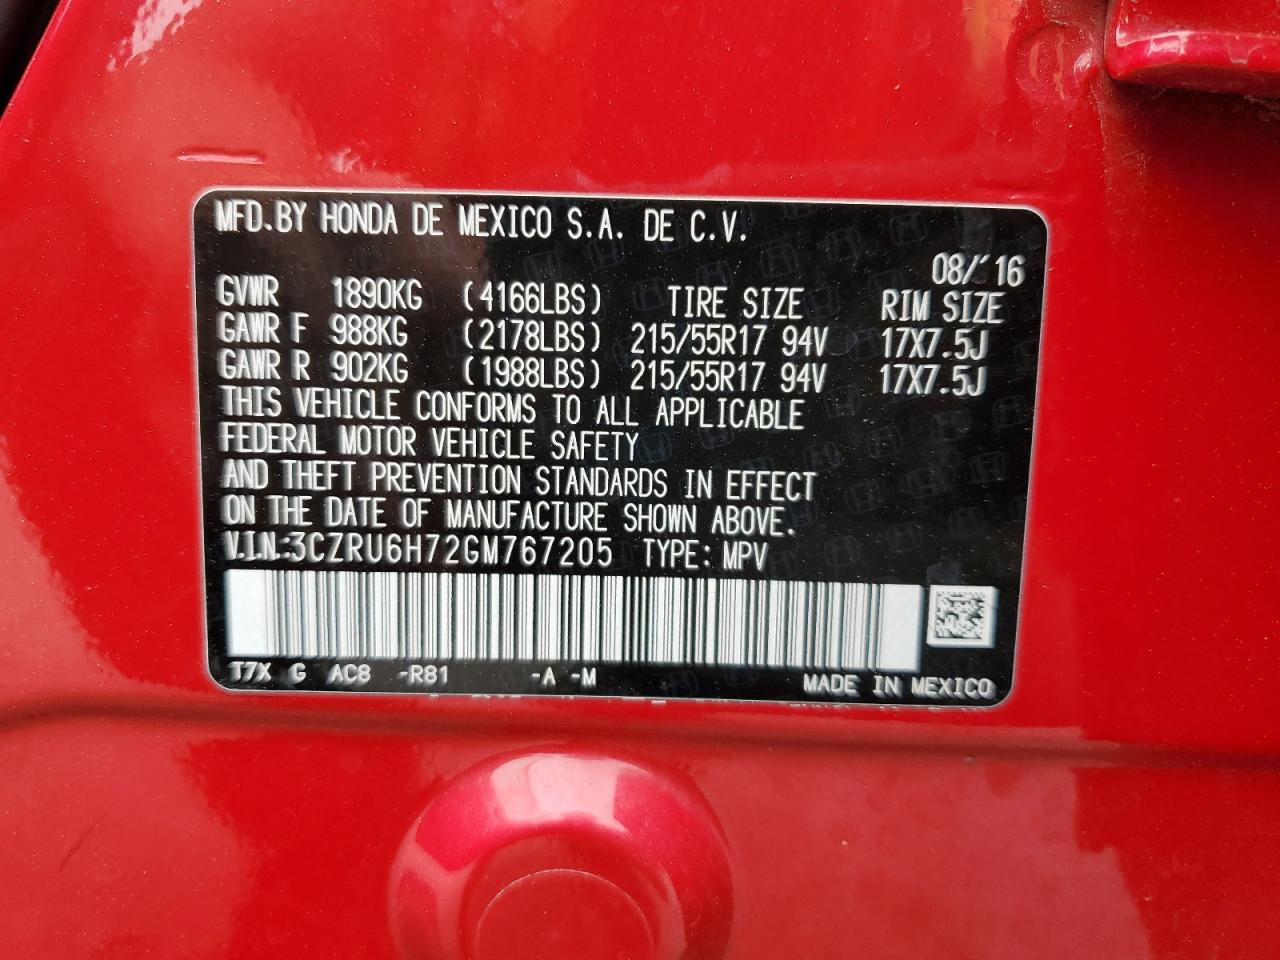 MFD.BY HONDA DE MEXICO S.A. DE C.V.
08/ 16
GVWR 1890KG (4166LBS) TIRE SIZE RIM SIZE
GAWR F 988KG (2178LBS) 215/55R17 94V 17X7.5J
GAWR R 902KG (1988LBS) 215/55R17 94V 17X7.5J
THIS VEHICLE CONFORMS TO ALL APPLICABLE
FEDERAL MOTOR VEHICLE SAFETY
AND THEFT PREVENTION STANDARDS IN EFFECT
ON THE DATE OF MANUFACTURE SHOWN ABOVE.
V.I.N:3CZRU6H72GM767205 TYPE: MPV
T7X G AC8 -R81 -A -M MADE IN MEXICO